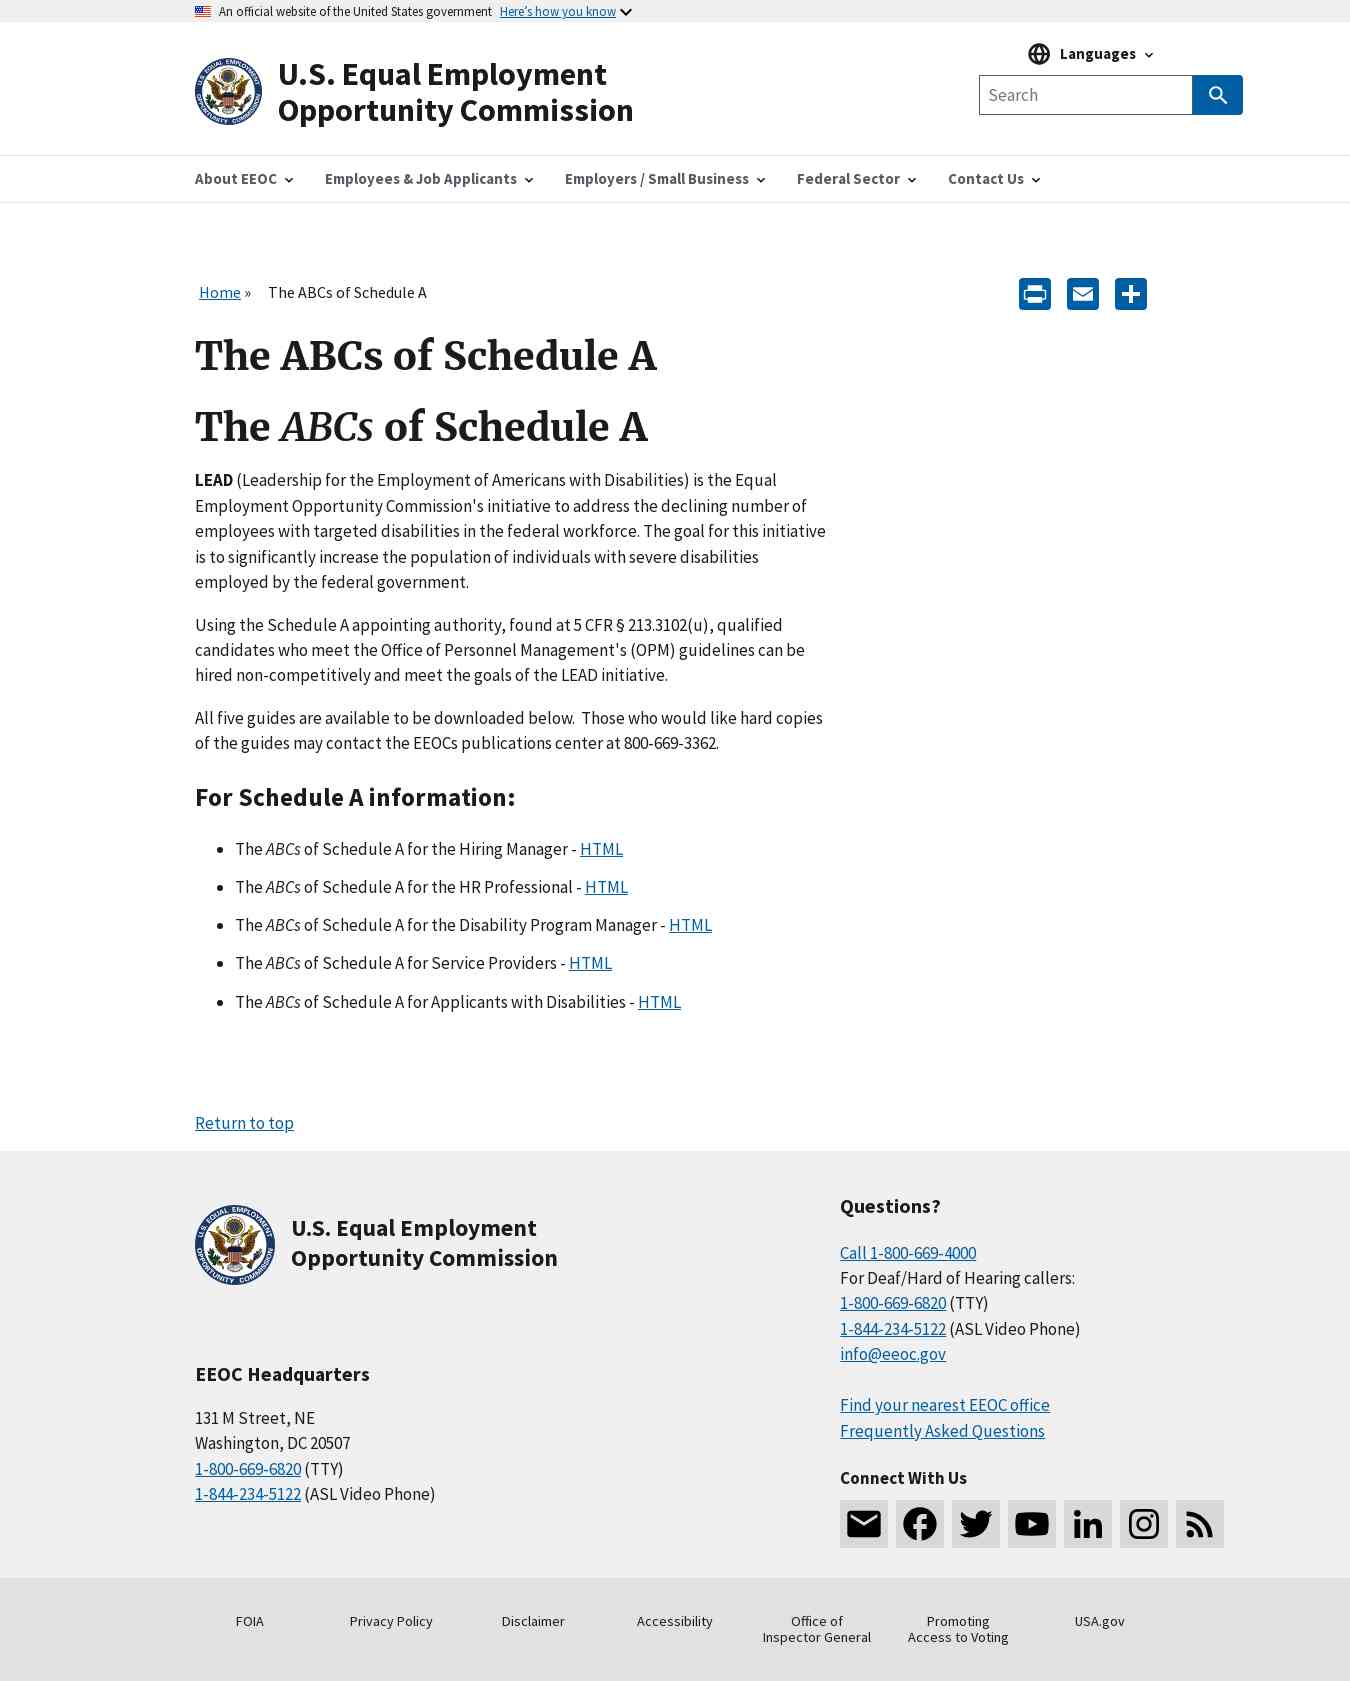 An official website of the United States government Here’s how you know
U.S. Equal Employment
Opportunity Commission
Languages
Search
About EEOC
Employees & Job Applicants
Employers / Small Business
Federal Sector
Contact Us
Home » The ABCs of Schedule A
The ABCs of Schedule A
The ABCs of Schedule A
LEAD (Leadership for the Employment of Americans with Disabilities) is the Equal
Employment Opportunity Commission's initiative to address the declining number of
employees with targeted disabilities in the federal workforce. The goal for this initiative
is to significantly increase the population of individuals with severe disabilities
employed by the federal government.
Using the Schedule A appointing authority, found at 5 CFR § 213.3102(u), qualified
candidates who meet the Office of Personnel Management's (OPM) guidelines can be
hired non-competitively and meet the goals of the LEAD initiative.
All five guides are available to be downloaded below.  Those who would like hard copies
of the guides may contact the EEOCs publications center at 800-669-3362.
For Schedule A information:
• The ABCs of Schedule A for the Hiring Manager - HTML
• The ABCs of Schedule A for the HR Professional - HTML
• The ABCs of Schedule A for the Disability Program Manager - HTML
• The ABCs of Schedule A for Service Providers - HTML
• The ABCs of Schedule A for Applicants with Disabilities - HTML
Return to top
U.S. Equal Employment
Opportunity Commission
EEOC Headquarters
131 M Street, NE
Washington, DC 20507
1-800-669-6820 (TTY)
1-844-234-5122 (ASL Video Phone)
Questions?
Call 1-800-669-4000
For Deaf/Hard of Hearing callers:
1-800-669-6820 (TTY)
1-844-234-5122 (ASL Video Phone)
info@eeoc.gov
Find your nearest EEOC office
Frequently Asked Questions
Connect With Us
FOIA
Privacy Policy
Disclaimer
Accessibility
Office of
Inspector General
Promoting
Access to Voting
USA.gov